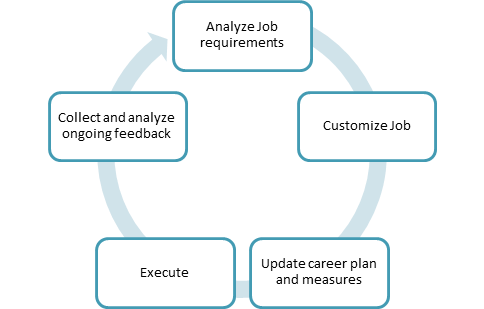 Analyze Job
requirements
Customize Job
Update career plan
and measures
Execute
Collect and analyze
ongoing feedback